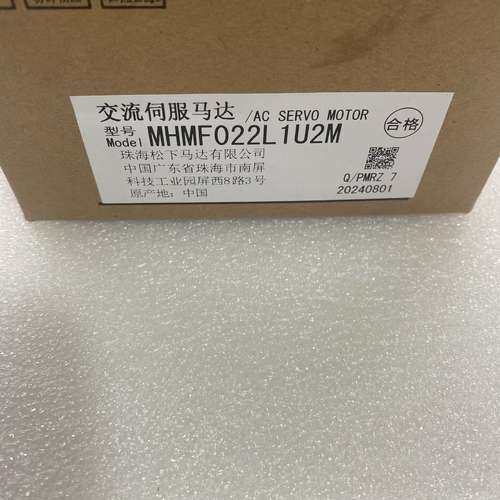 交流伺服马达/AC SERVO MOTOR
型号
Model MHMF022L1U2M
合格
珠海松下马达有限公司
中国广东省珠海市南屏
科技工业园屏西8路3号
原产地: 中国
Q/PMRZ 7
20240801